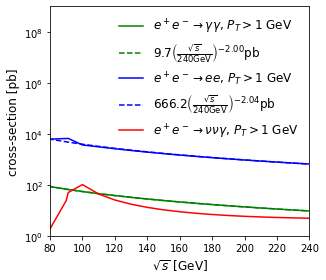 10⁸
10⁶
10⁴
10²
10⁰
cross-section [pb]
e⁺e⁻→γγ, P_T > 1 GeV
9.7(√s/240GeV)^−2.00 pb
e⁺e⁻→ee, P_T > 1 GeV
666.2(√s/240GeV)^−2.04 pb
e⁺e⁻→ννγ, P_T > 1 GeV
80 100 120 140 160 180 200 220 240
√s [GeV]